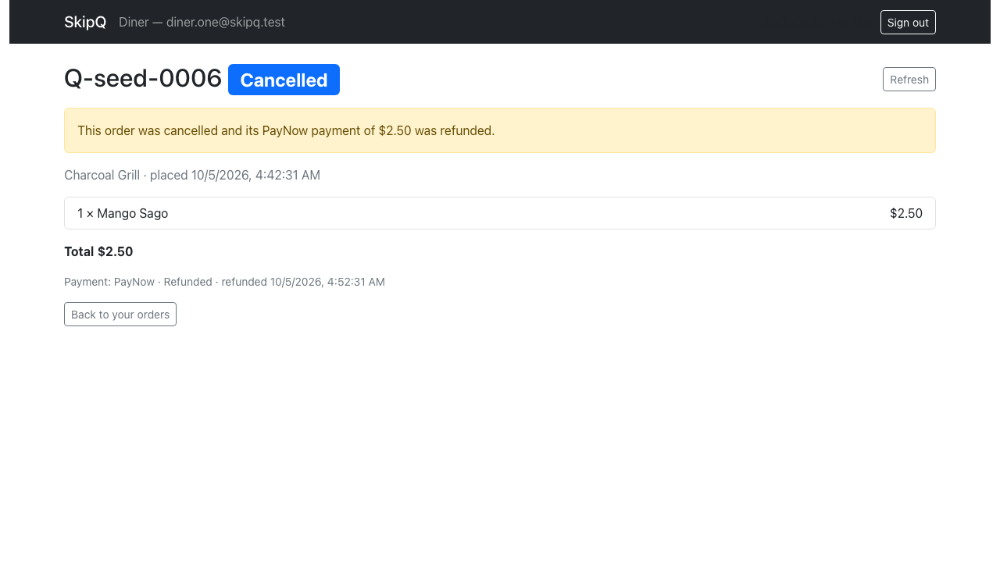 SkipQ Diner — diner.one@skipq.test Sign out
Q-seed-0006 Cancelled Refresh
This order was cancelled and its PayNow payment of $2.50 was refunded.
Charcoal Grill · placed 10/5/2026, 4:42:31 AM
1 × Mango Sago $2.50
Total $2.50
Payment: PayNow · Refunded · refunded 10/5/2026, 4:52:31 AM
Back to your orders